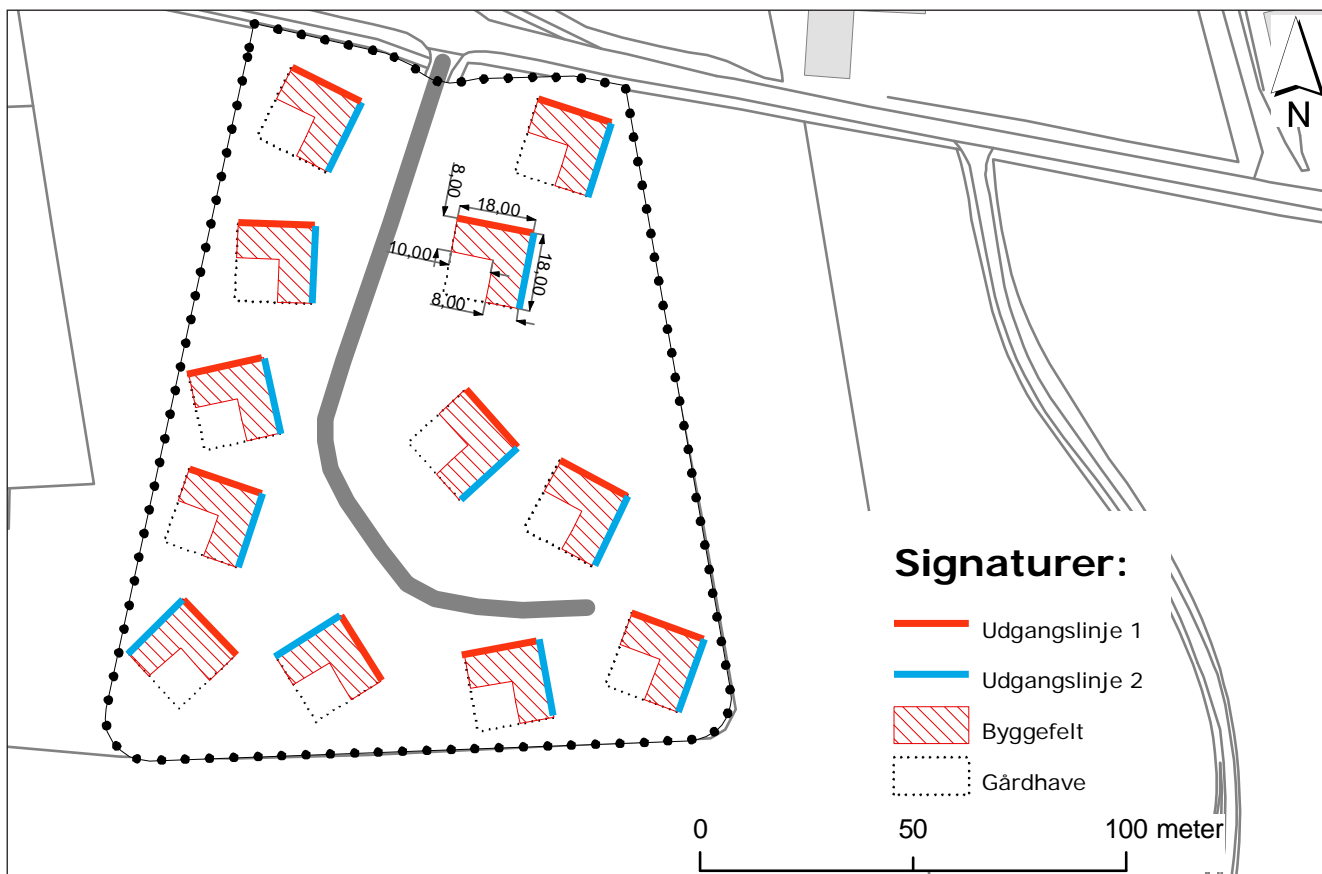 N
8,00
18,00
10,00
18,00
8,00
Signaturer:
Udgangslinje 1
Udgangslinje 2
Byggefelt
Gårdhave
0 50 100 meter